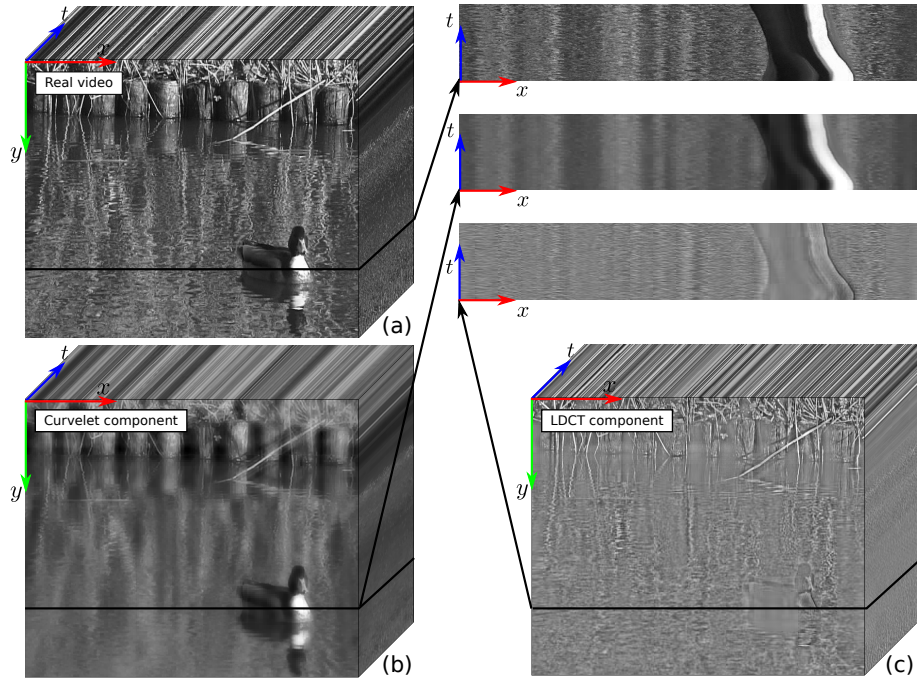 t
x
Real video
y
(a)
t
x
t
x
t
x
t
x
Curvelet component
y
(b)
t
x
LDCT component
y
(c)